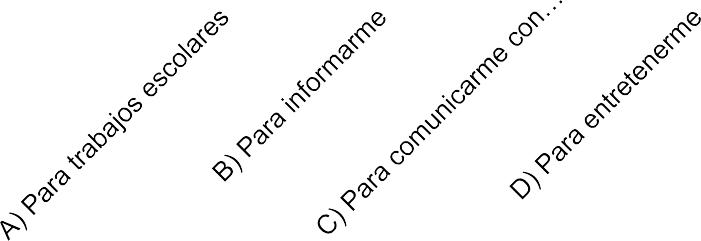 A) Para trabajos escolares
B) Para informarme
C) Para comunicarme con…
D) Para entretenerme